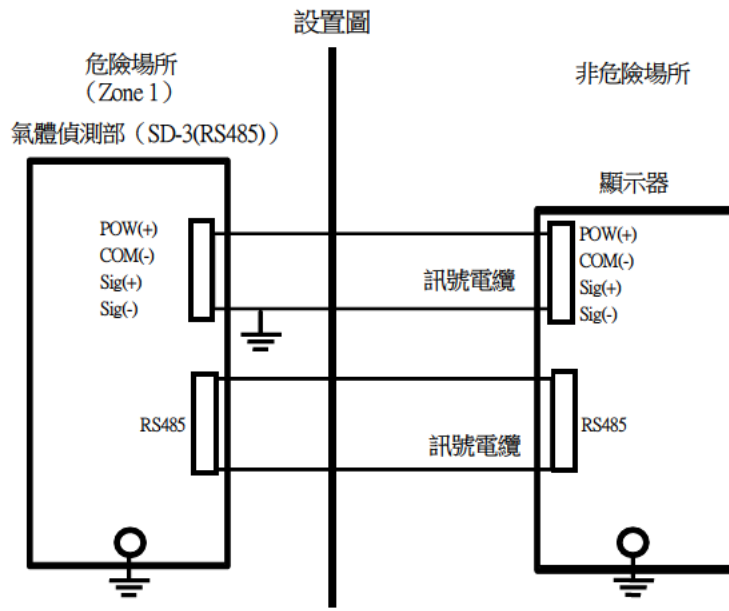 設置圖
危險場所
（Zone 1）
氣體偵測部（SD-3(RS485)）
非危險場所
顯示器
POW(+)
COM(-)
Sig(+)
Sig(-)
訊號電纜
POW(+)
COM(-)
Sig(+)
Sig(-)
RS485
訊號電纜
RS485